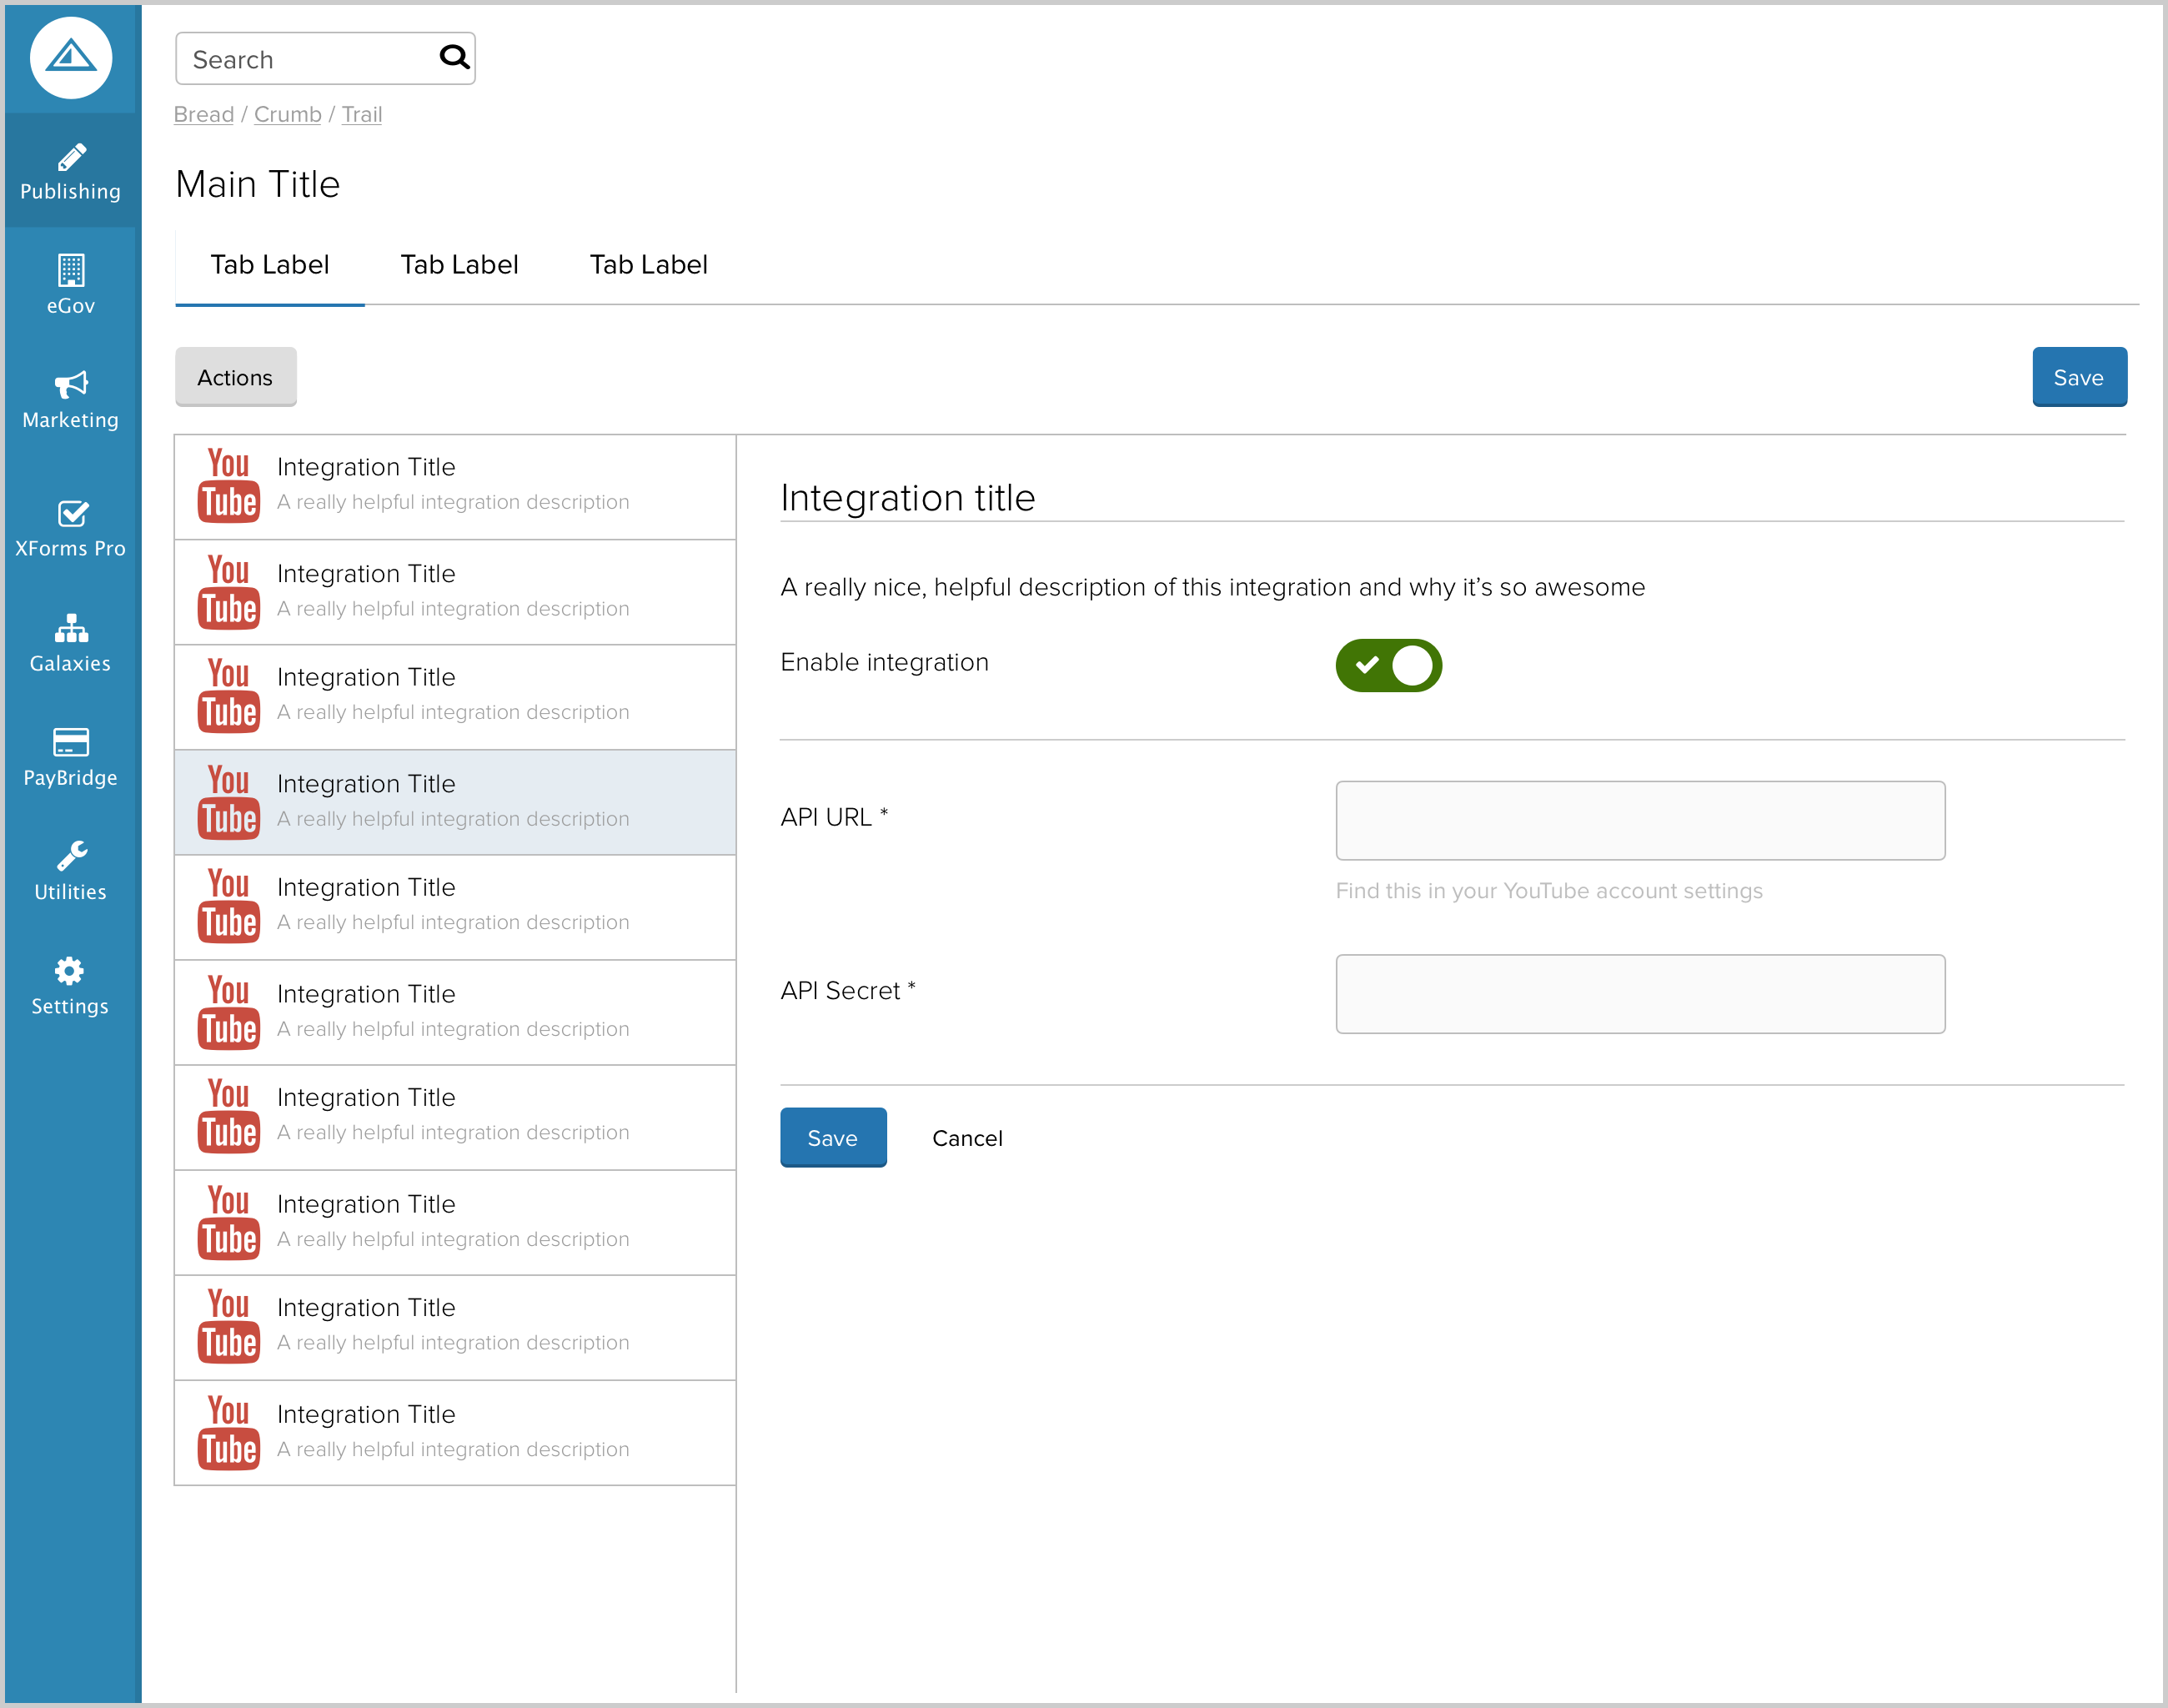 Search
Bread / Crumb / Trail
Main Title
Tab Label Tab Label Tab Label
Actions
Save
Publishing
eGov
Marketing
XForms Pro
Galaxies
PayBridge
Utilities
Settings
You
Tube
Integration Title
A really helpful integration description
You
Tube
Integration Title
A really helpful integration description
You
Tube
Integration Title
A really helpful integration description
You
Tube
Integration Title
A really helpful integration description
You
Tube
Integration Title
A really helpful integration description
You
Tube
Integration Title
A really helpful integration description
You
Tube
Integration Title
A really helpful integration description
You
Tube
Integration Title
A really helpful integration description
You
Tube
Integration Title
A really helpful integration description
You
Tube
Integration Title
A really helpful integration description
Integration title
A really nice, helpful description of this integration and why it’s so awesome
Enable integration
API URL *
Find this in your YouTube account settings
API Secret *
Save Cancel